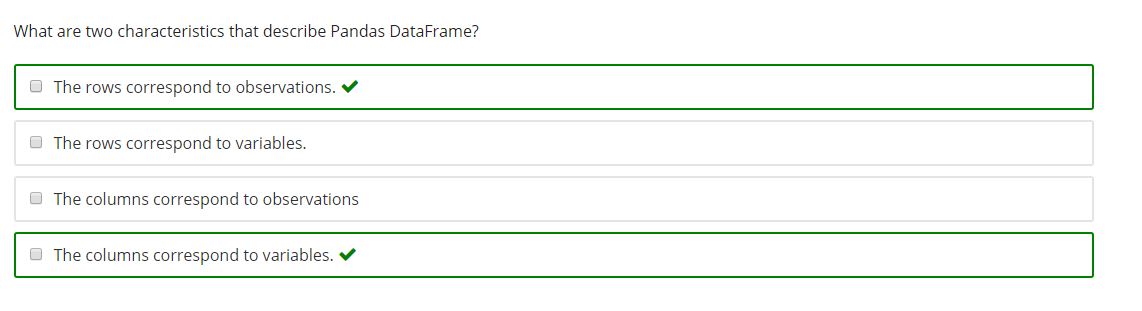 What are two characteristics that describe Pandas DataFrame?
The rows correspond to observations.
The rows correspond to variables.
The columns correspond to observations
The columns correspond to variables.